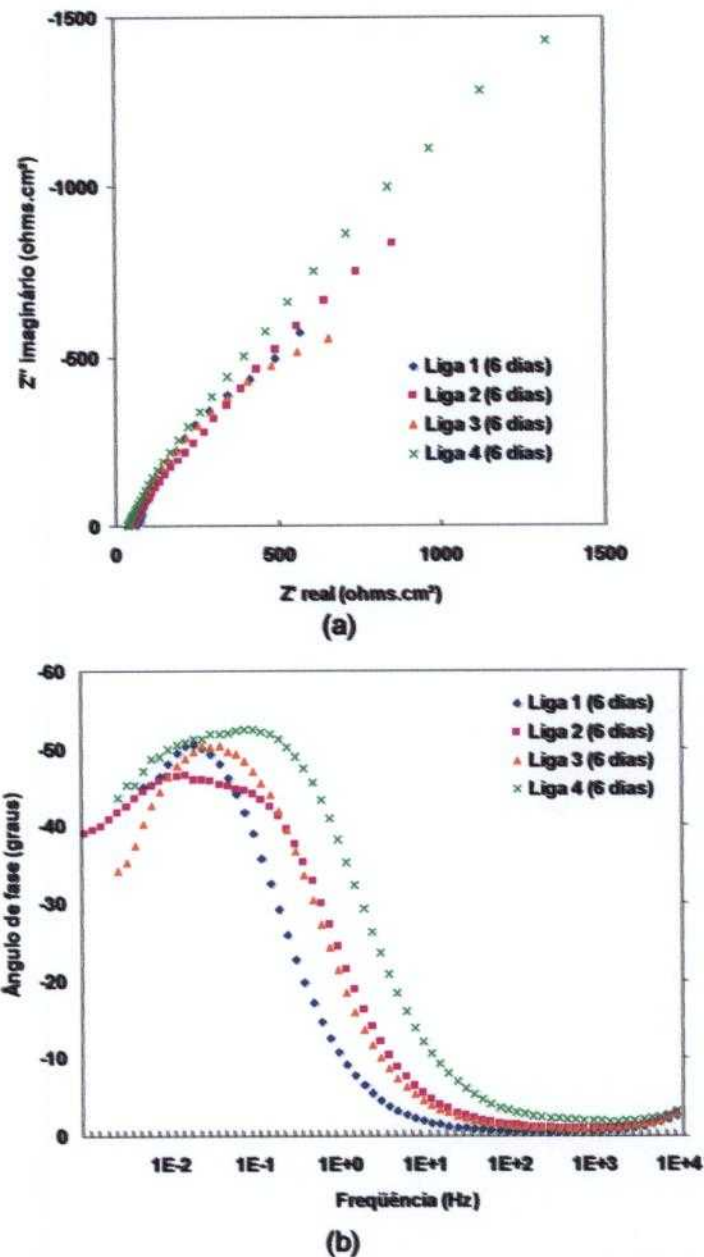 -1500
-1000
-500
0
0
500
1000
1500
Z'' imaginário (ohms.cm²)
Liga 1 (6 dias)
Liga 2 (6 dias)
Liga 3 (6 dias)
Liga 4 (6 dias)
Z' real (ohms.cm²)
(a)
-60
-50
-40
-30
-20
-10
0
Ângulo de fase (graus)
Liga 1 (6 dias)
Liga 2 (6 dias)
Liga 3 (6 dias)
Liga 4 (6 dias)
1E-2
1E-1
1E+0
1E+1
1E+2
1E+3
1E+4
Freqüência (Hz)
(b)